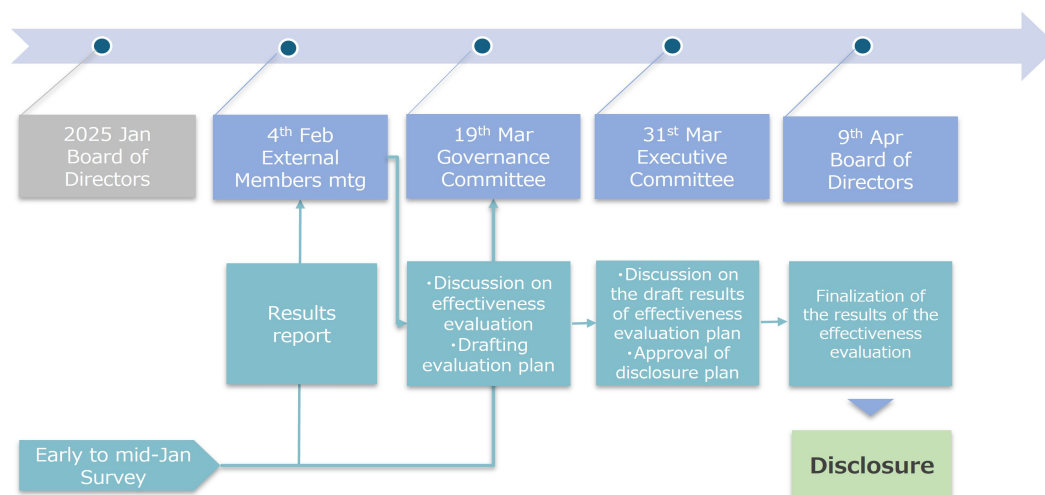 2025 Jan
Board of
Directors
4th Feb
External
Members mtg
19th Mar
Governance
Committee
31st Mar
Executive
Committee
9th Apr
Board of
Directors
Results
report
・Discussion on
effectiveness
evaluation
・Drafting
evaluation plan
・Discussion on
the draft results
of effectiveness
evaluation plan
・Approval of
disclosure plan
Finalization of
the results of the
effectiveness
evaluation
Early to mid-Jan
Survey
Disclosure